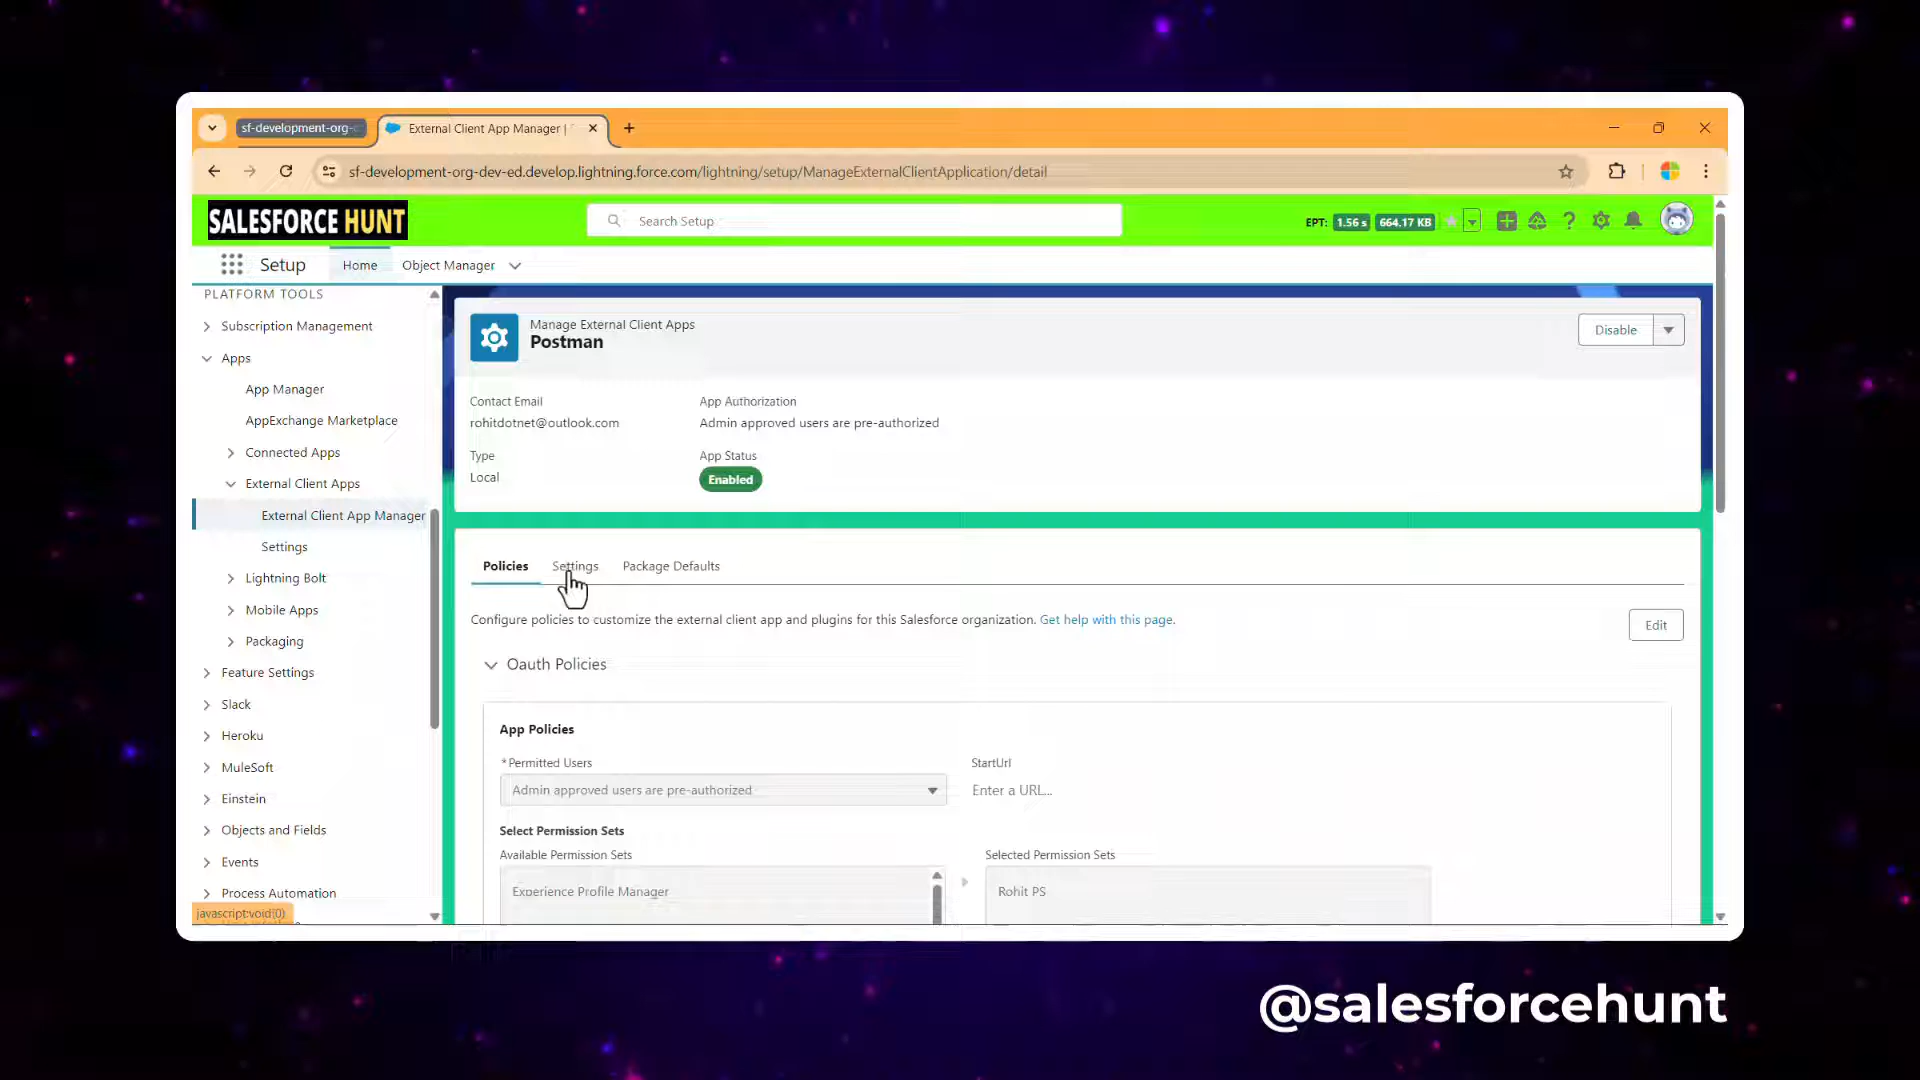 sf-development-org-
External Client App Manager |
sf-development-org-dev-ed.develop.lightning.force.com/lightning/setup/ManageExternalClientApplication/detail
SALESFORCE HUNT
Search Setup
EPT: 1.56 s 664.17 KB
Setup
Home
Object Manager
PLATFORM TOOLS
Subscription Management
Apps
App Manager
AppExchange Marketplace
Connected Apps
External Client Apps
External Client App Manager
Settings
Lightning Bolt
Mobile Apps
Packaging
Feature Settings
Slack
Heroku
MuleSoft
Einstein
Objects and Fields
Events
Process Automation
javascript:void(0)
Manage External Client Apps
Postman
Disable
Contact Email
rohitdotnet@outlook.com
App Authorization
Admin approved users are pre-authorized
Type
Local
App Status
Enabled
Policies
Settings
Package Defaults
Configure policies to customize the external client app and plugins for this Salesforce organization. Get help with this page.
Edit
Oauth Policies
App Policies
*Permitted Users
Admin approved users are pre-authorized
StartUrl
Enter a URL...
Select Permission Sets
Available Permission Sets
Experience Profile Manager
Selected Permission Sets
Rohit PS
@salesforcehunt